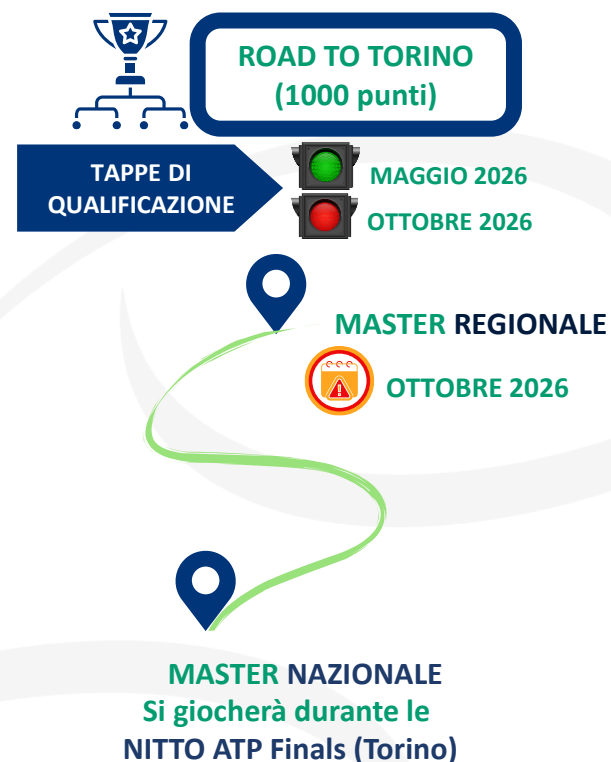 ROAD TO TORINO
(1000 punti)
TAPPE DI
QUALIFICAZIONE
MAGGIO 2026
OTTOBRE 2026
MASTER REGIONALE
OTTOBRE 2026
MASTER NAZIONALE
Si giocherà durante le
NITTO ATP Finals (Torino)